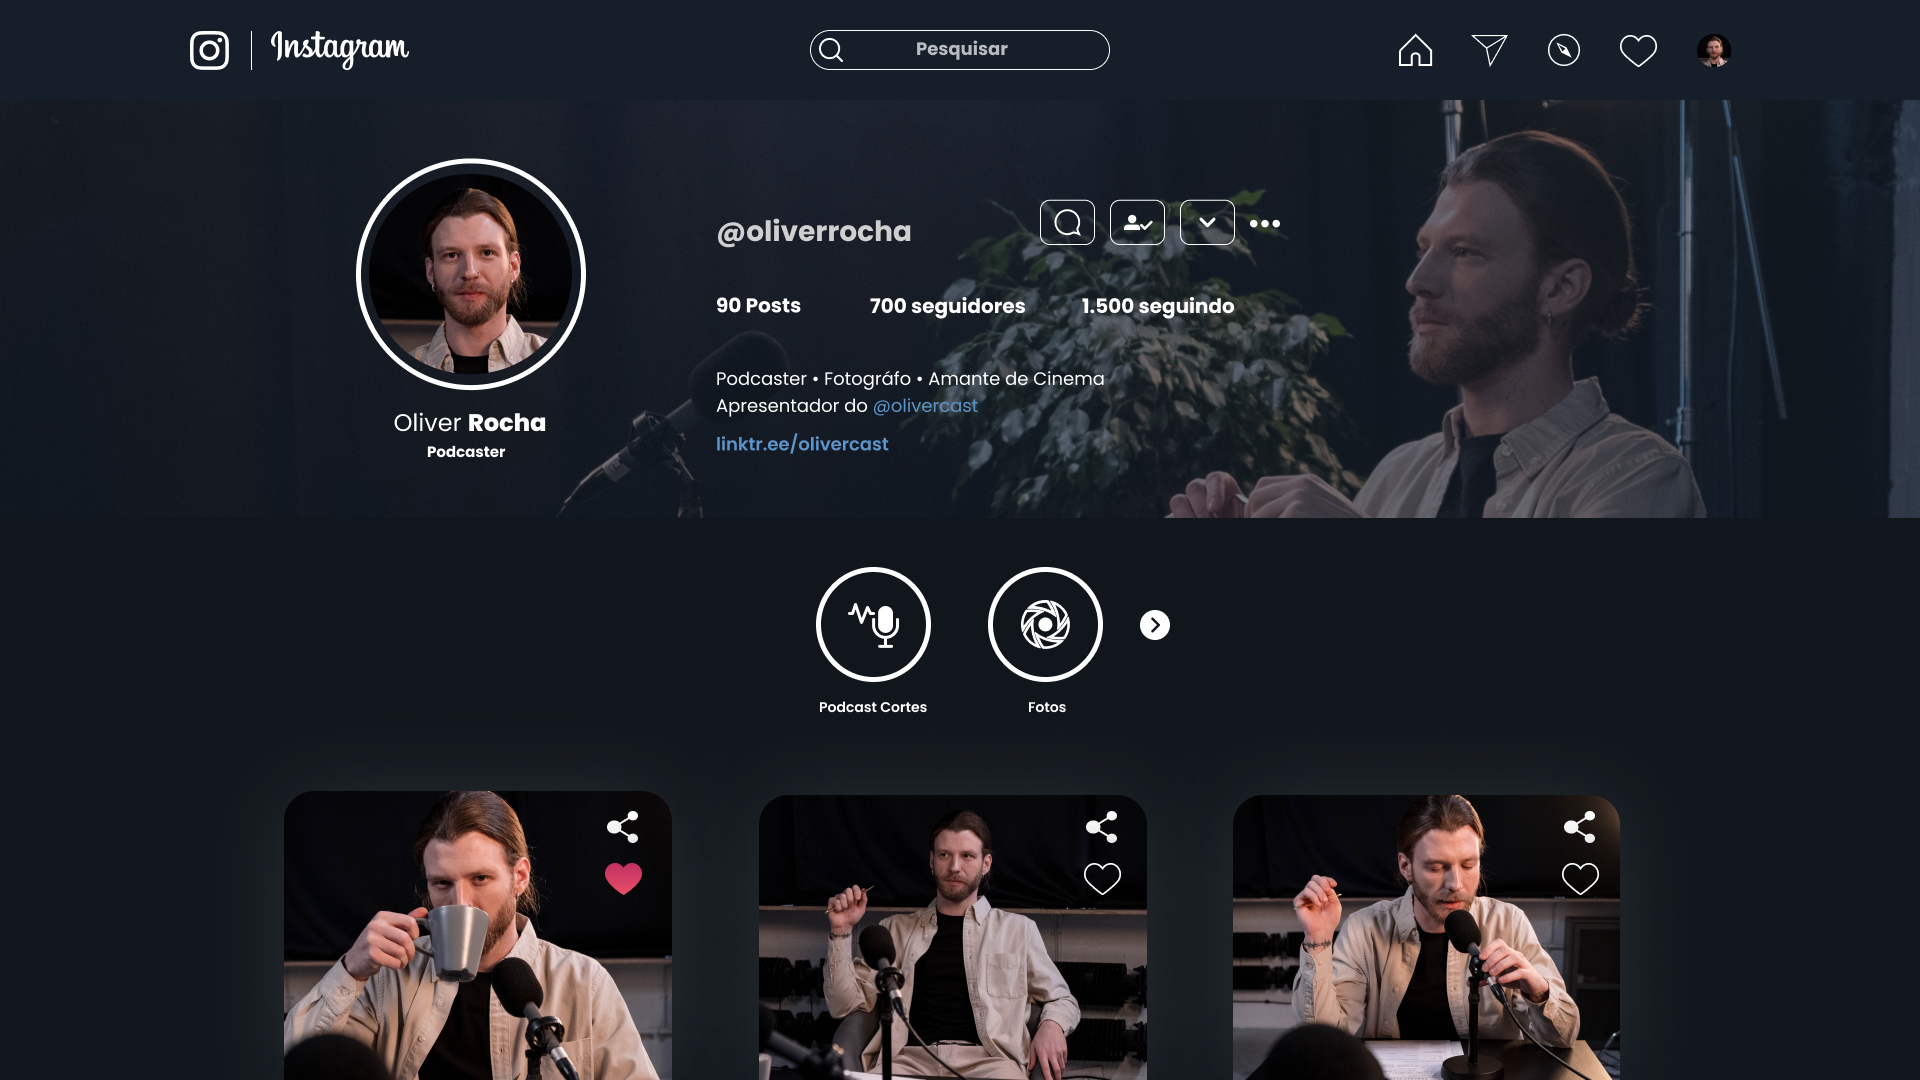 Instagram
Pesquisar
@oliverrocha
90 Posts
700 seguidores
1.500 seguindo
Podcaster • Fotográfo • Amante de Cinema
Apresentador do @olivercast
linktr.ee/olivercast
Oliver Rocha
Podcaster
Podcast Cortes
Fotos